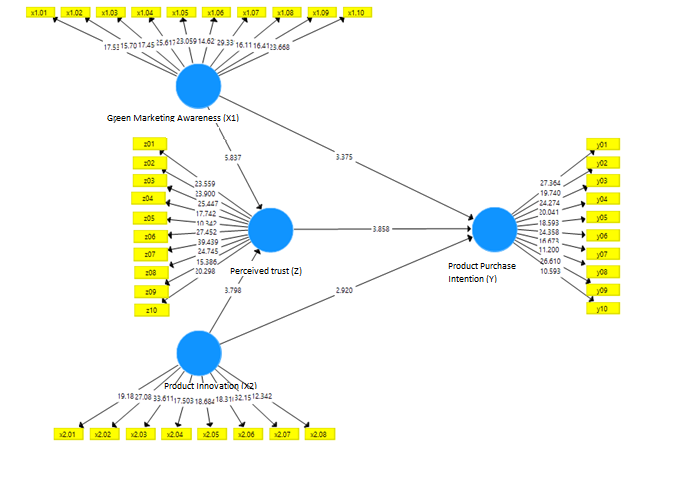 x1.01 x1.02 x1.03 x1.04 x1.05 x1.06 x1.07 x1.08 x1.09 x1.10
17.53 15.70 17.45 25.617 23.059 14.62 29.33 16.11 16.41 23.668
Green Marketing Awareness (X1)
5.837
3.375
z01
z02
z03
z04
z05
z06
z07
z08
z09
z10
23.559
23.900
25.447
17.742
27.452
39.439
24.745
15.386
20.298
Perceived trust (Z)
3.858
3.798
2.920
y01
y02
y03
y04
y05
y06
y07
y08
y09
y10
27.364
19.740
24.274
20.041
18.593
24.358
16.673
11.200
26.610
10.593
Product Purchase
Intention (Y)
Product Innovation (X2)
19.18 27.08 33.611 17.503 18.684 18.31 32.15 12.342
x2.01 x2.02 x2.03 x2.04 x2.05 x2.06 x2.07 x2.08